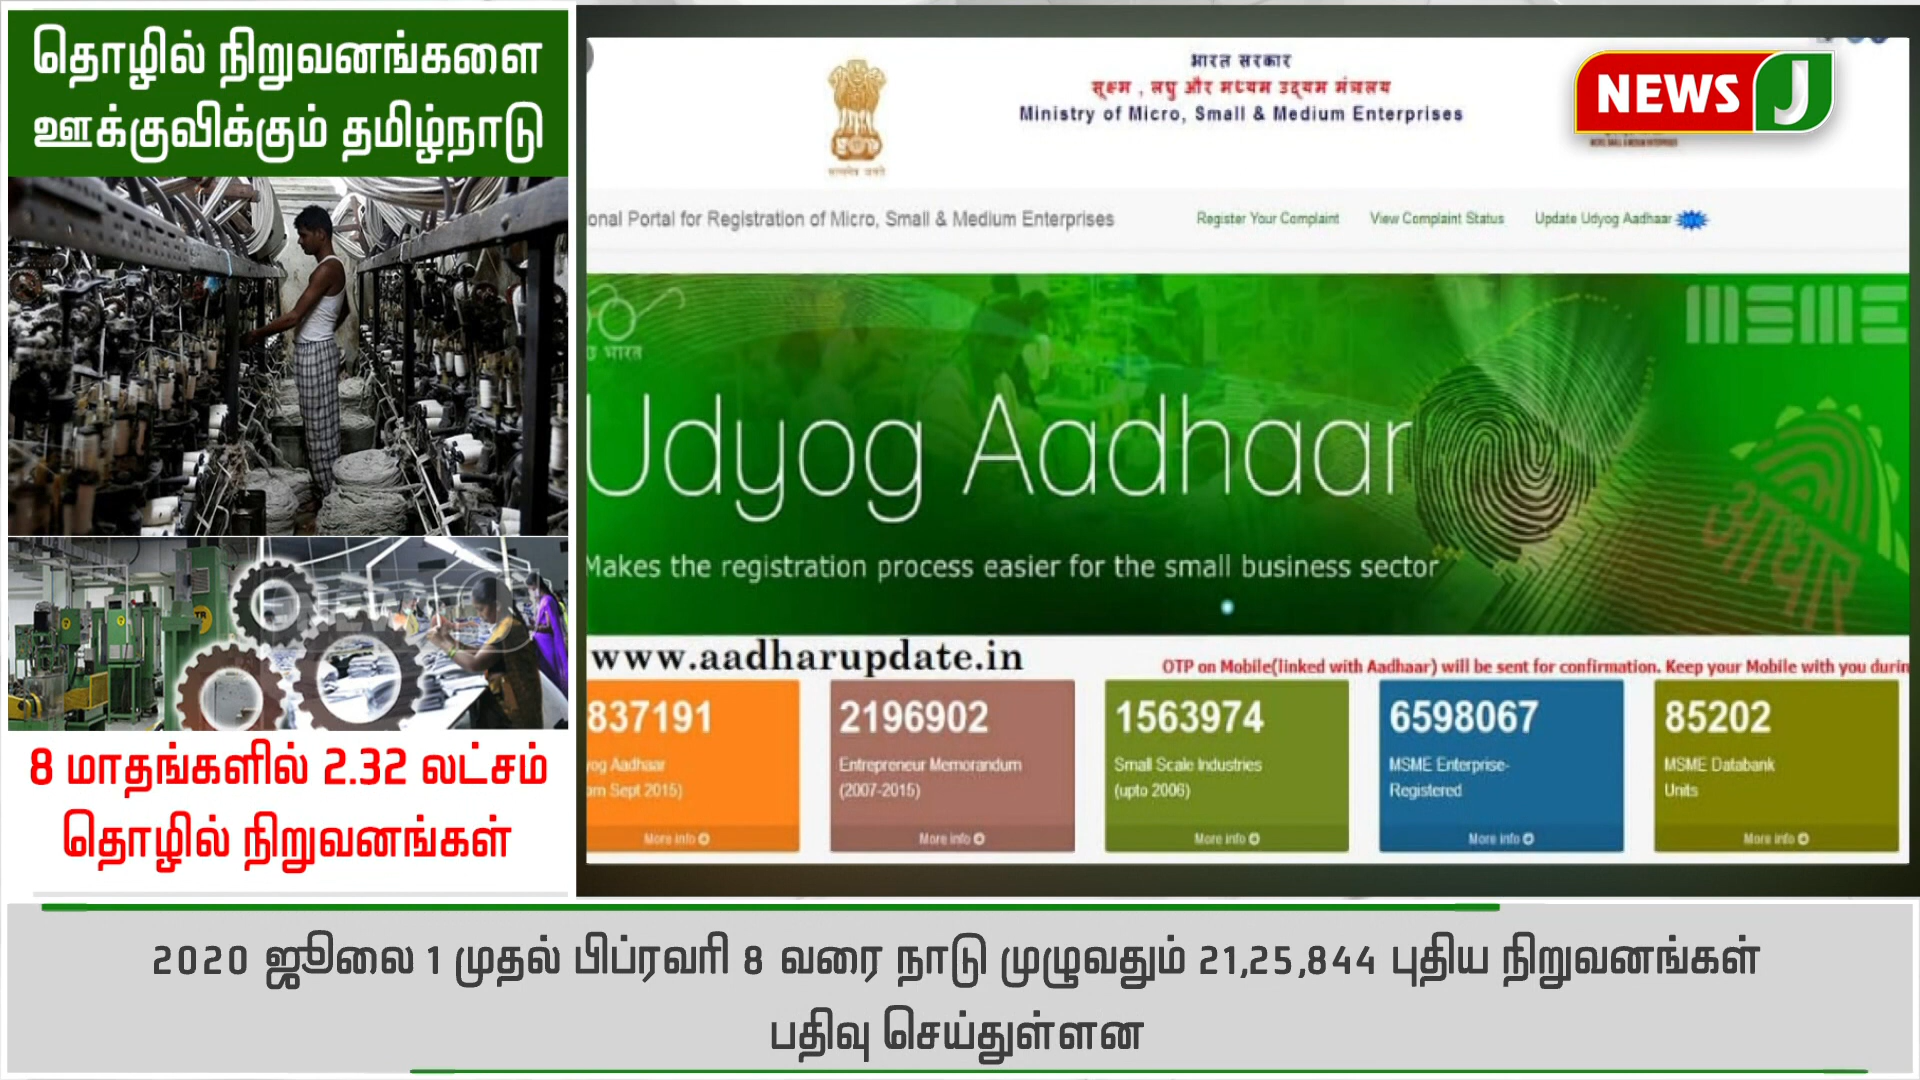 தொழில் நிறுவனங்களை
ஊக்குவிக்கும் தமிழ்நாடு
8 மாதங்களில் 2.32 லட்சம்
தொழில் நிறுவனங்கள்
भारत सरकार
सूक्ष्म , लघु और मध्यम उद्यम मंत्रालय
Ministry of Micro, Small & Medium Enterprises
NEWS J
onal Portal for Registration of Micro, Small & Medium Enterprises
Register Your Complaint
View Complaint Status
Update Udyog Aadhaar
भारत
MSME
Udyog Aadhaar
आधार
Makes the registration process easier for the small business sector
www.aadharupdate.in
OTP on Mobile(linked with Aadhaar) will be sent for confirmation. Keep your Mobile with you durin
837191
og Aadhaar
om Sept 2015)
More info
2196902
Entrepreneur Memorandum
(2007-2015)
More info
1563974
Small Scale Industries
(upto 2006)
More info
6598067
MSME Enterprise-
Registered
More info
85202
MSME Databank
Units
More info
2020 ஜூலை 1 முதல் பிப்ரவரி 8 வரை நாடு முழுவதும் 21,25,844 புதிய நிறுவனங்கள்
பதிவு செய்துள்ளன